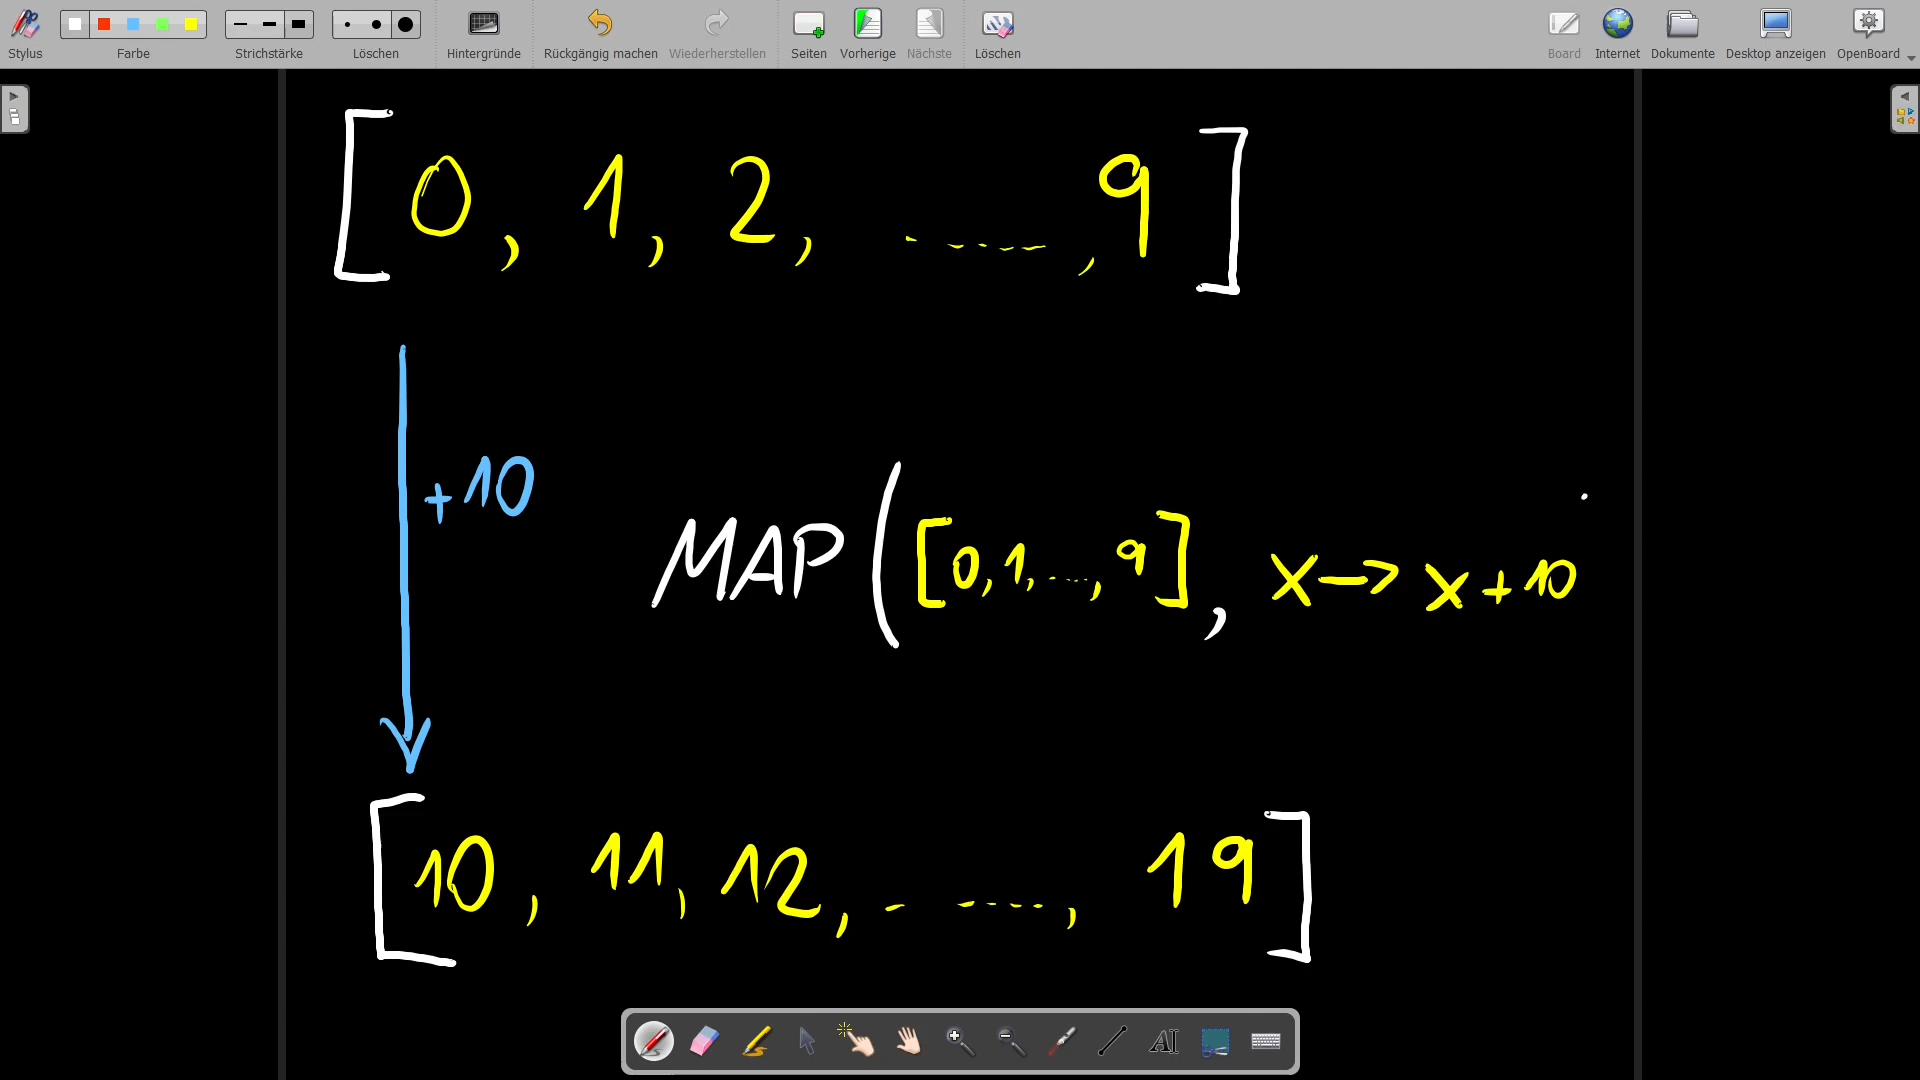 Stylus Farbe Strichstärke Löschen Hintergründe Rückgängig machen Wiederherstellen Seiten Vorherige Nächste Löschen Board Internet Dokumente Desktop anzeigen OpenBoard
[0, 1, 2, ....., 9]
+10
MAP([0,1,....,9], x -> x+10
[10, 11, 12, ....., 19]